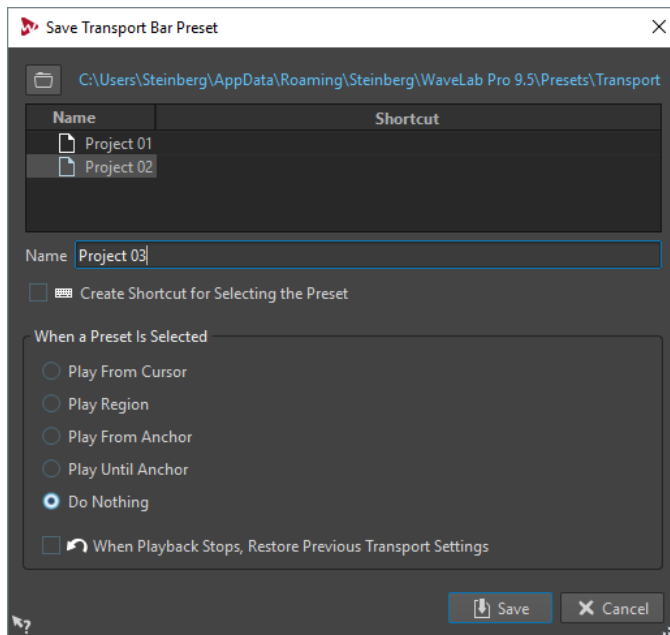 Save Transport Bar Preset
C:\Users\Steinberg\AppData\Roaming\Steinberg\WaveLab Pro 9.5\Presets\Transport
Name Shortcut
Project 01
Project 02
Name Project 03
Create Shortcut for Selecting the Preset
When a Preset Is Selected
Play From Cursor
Play Region
Play From Anchor
Play Until Anchor
Do Nothing
When Playback Stops, Restore Previous Transport Settings
Save Cancel
?